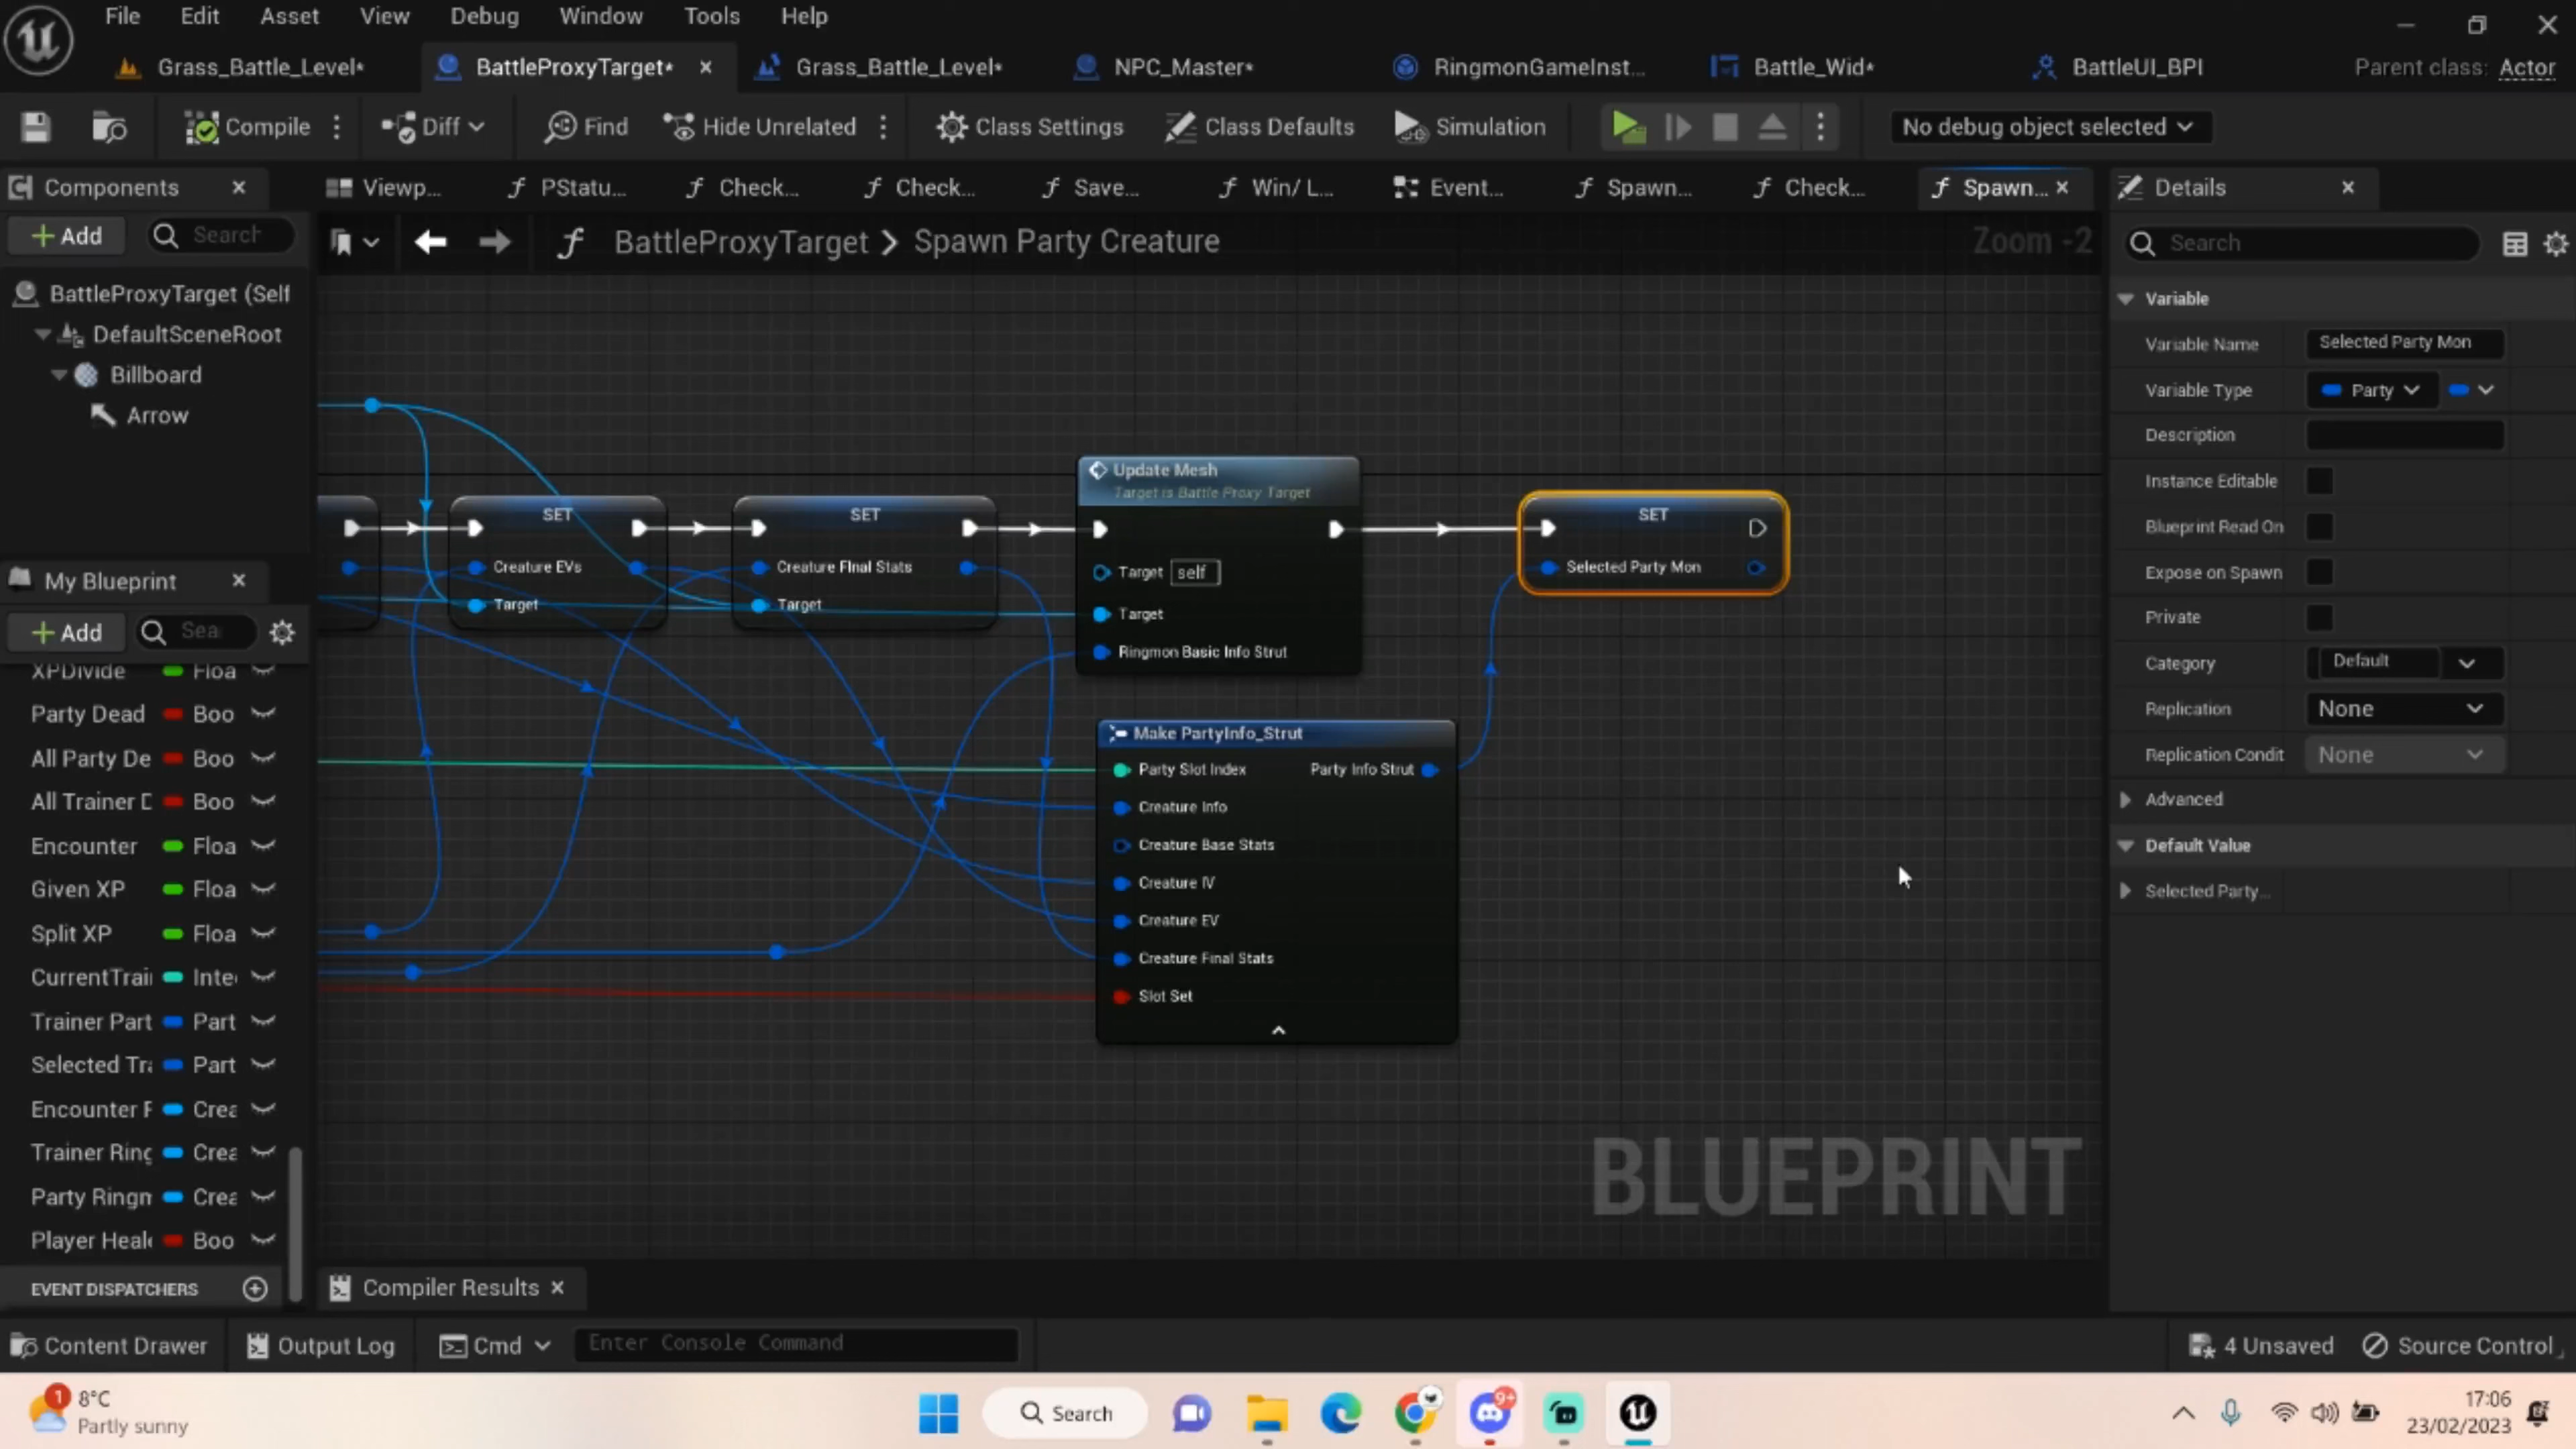 File Edit Asset View Debug Window Tools Help
Grass_Battle_Level* BattleProxyTarget* Grass_Battle_Level* NPC_Master* RingmonGameInst... Battle_Wid* BattleUI_BPI Parent class: Actor
Compile Diff Find Hide Unrelated Class Settings Class Defaults Simulation No debug object selected
Components Viewp... PStatu... Check... Check... Save... Win/ L... Event... Spawn... Check... Spawn... Details
Add Search BattleProxyTarget > Spawn Party Creature Zoom -2 Search
BattleProxyTarget (Self
DefaultSceneRoot
Billboard
Arrow
My Blueprint
Add Sea
XPDivide Floa
Party Dead Boo
All Party De Boo
All Trainer D Boo
Encounter Floa
Given XP Floa
Split XP Floa
CurrentTrai Inte
Trainer Part Part
Selected Tra Part
Encounter F Crea
Trainer Ring Crea
Party Ringm Crea
Player Heale Boo
EVENT DISPATCHERS
SET
Creature EVs
Target
SET
Creature FInal Stats
Target
Update Mesh
Target is Battle Proxy Target
Target self
Target
Ringmon Basic Info Strut
SET
Selected Party Mon
Make PartyInfo_Strut
Party Slot Index Party Info Strut
Creature Info
Creature Base Stats
Creature IV
Creature EV
Creature Final Stats
Slot Set
BLUEPRINT
Variable
Variable Name Selected Party Mon
Variable Type Party
Description
Instance Editable
Blueprint Read On
Expose on Spawn
Private
Category Default
Replication None
Replication Condit None
Advanced
Default Value
Selected Party...
Compiler Results
Content Drawer Output Log Cmd Enter Console Command 4 Unsaved Source Control
1 8°C
Partly sunny
Search
9+
17:06
23/02/2023